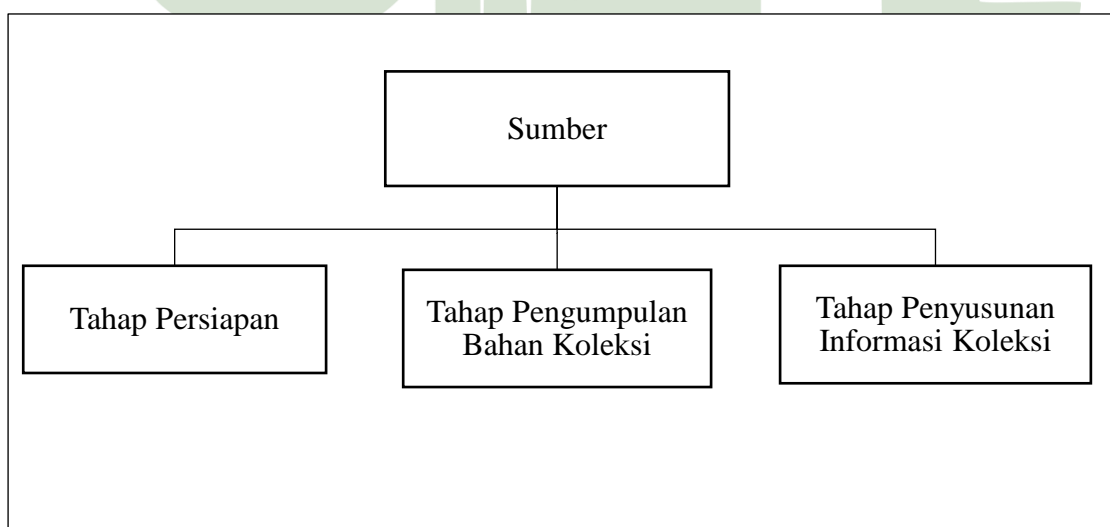 Sumber
Tahap Persiapan
Tahap Pengumpulan
Bahan Koleksi
Tahap Penyusunan
Informasi Koleksi